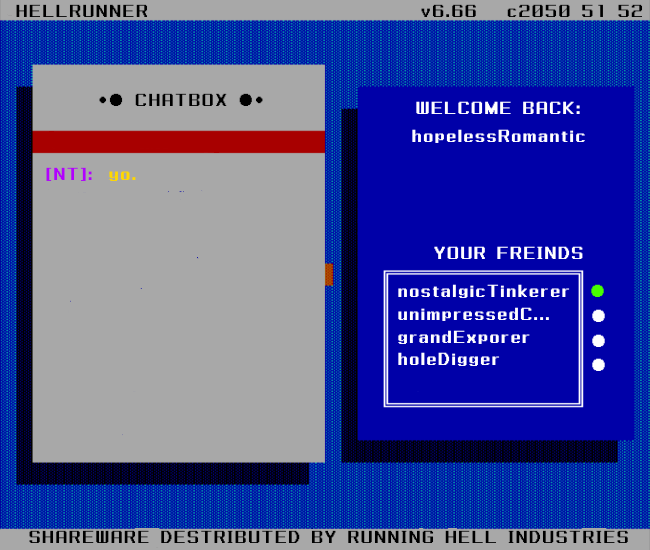 HELLRUNNER v6.66 c2050 51 52
•● CHATBOX ●•
[NT]: yo.
WELCOME BACK:
hopelessRomantic
YOUR FREINDS
nostalgicTinkerer
unimpressedC...
grandExporer
holeDigger
SHAREWARE DESTRIBUTED BY RUNNING HELL INDUSTRIES